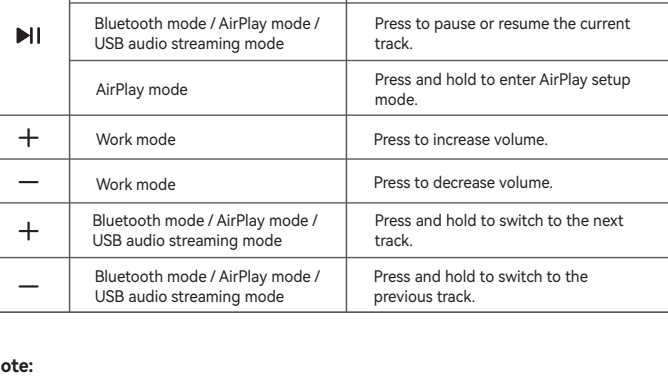 Bluetooth mode / AirPlay mode /
USB audio streaming mode
Press to pause or resume the current
track.
AirPlay mode
Press and hold to enter AirPlay setup
mode.
+
Work mode
Press to increase volume.
—
Work mode
Press to decrease volume.
+
Bluetooth mode / AirPlay mode /
USB audio streaming mode
Press and hold to switch to the next
track.
—
Bluetooth mode / AirPlay mode /
USB audio streaming mode
Press and hold to switch to the
previous track.
ote: